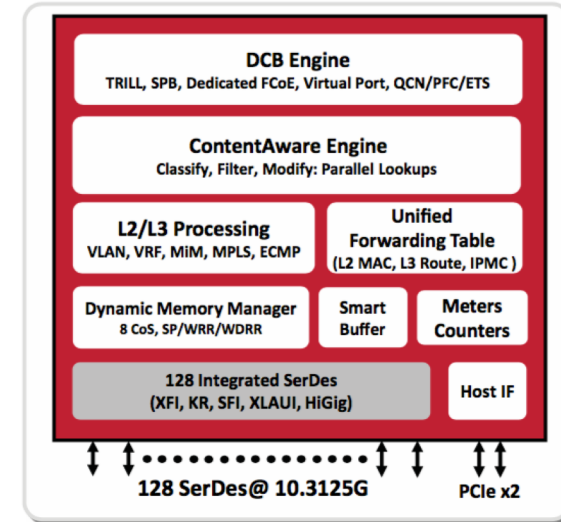 DCB Engine
TRILL, SPB, Dedicated FCoE, Virtual Port, QCN/PFC/ETS
ContentAware Engine
Classify, Filter, Modify: Parallel Lookups
L2/L3 Processing
VLAN, VRF, MiM, MPLS, ECMP
Unified
Forwarding Table
(L2 MAC, L3 Route, IPMC )
Dynamic Memory Manager
8 CoS, SP/WRR/WDRR
Smart
Buffer
Meters
Counters
128 Integrated SerDes
(XFI, KR, SFI, XLAUI, HiGig)
Host IF
128 SerDes@ 10.3125G
PCIe x2